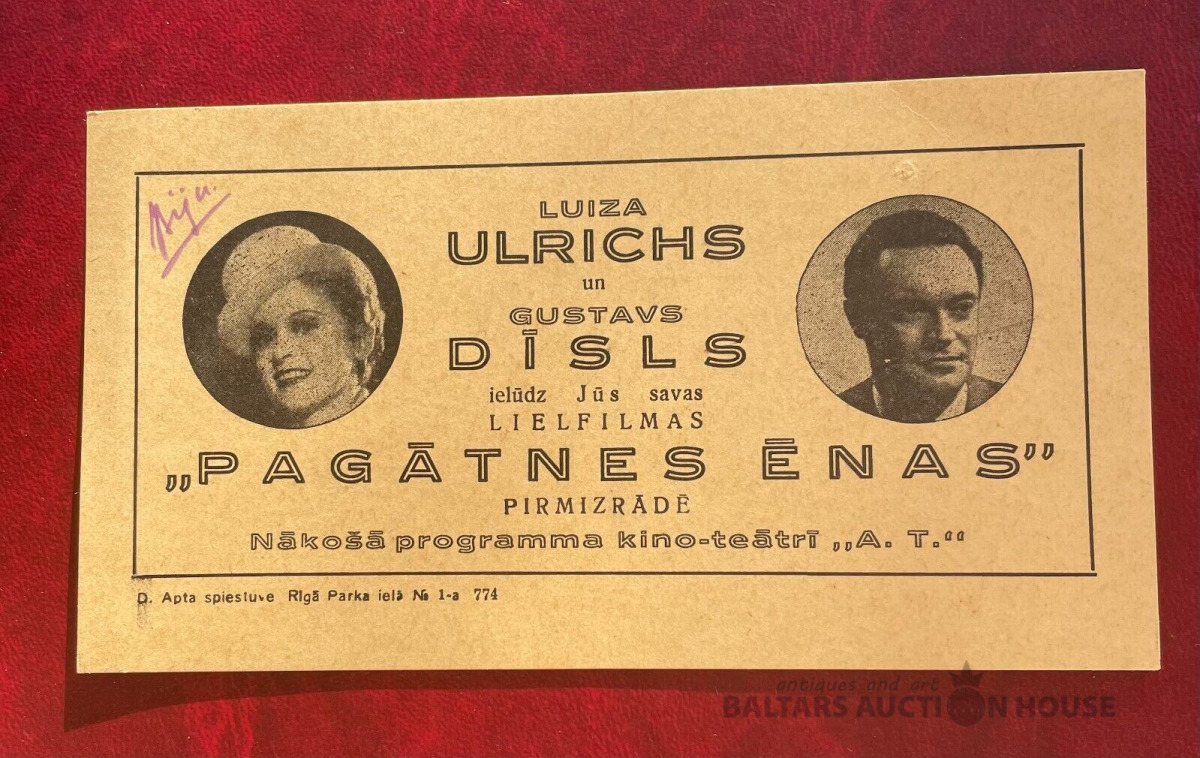 LUIZA
ULRICHS
un
GUSTAVS
DĪSLS
ielūdz Jūs savas
LIELFILMAS
„PAGĀTNES ĒNAS”
PIRMIZRĀDĒ
Nākošā programma kino-teātrī „A. T.“
D. Apta spiestuve Rīgā Parka ielā № 1-a 774
antiques and art
BALTARS AUCTION HOUSE